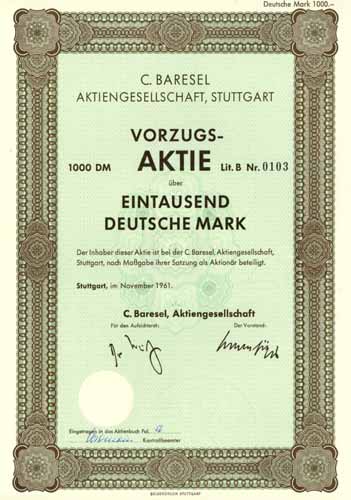 Deutsche Mark 1000.–
C. BARESEL
AKTIENGESELLSCHAFT, STUTTGART
VORZUGS-
1000 DM AKTIE Lit. B Nr. 0103
über
EINTAUSEND
DEUTSCHE MARK
Der Inhaber dieser Aktie ist bei der C. Baresel, Aktiengesellschaft,
Stuttgart, nach Maßgabe ihrer Satzung als Aktionär beteiligt.
Stuttgart, im November 1961.
C. Baresel, Aktiengesellschaft
Für den Aufsichtsrat: Der Vorstand:
Eingetragen in das Aktienbuch Fol.
Kontrollbeamter